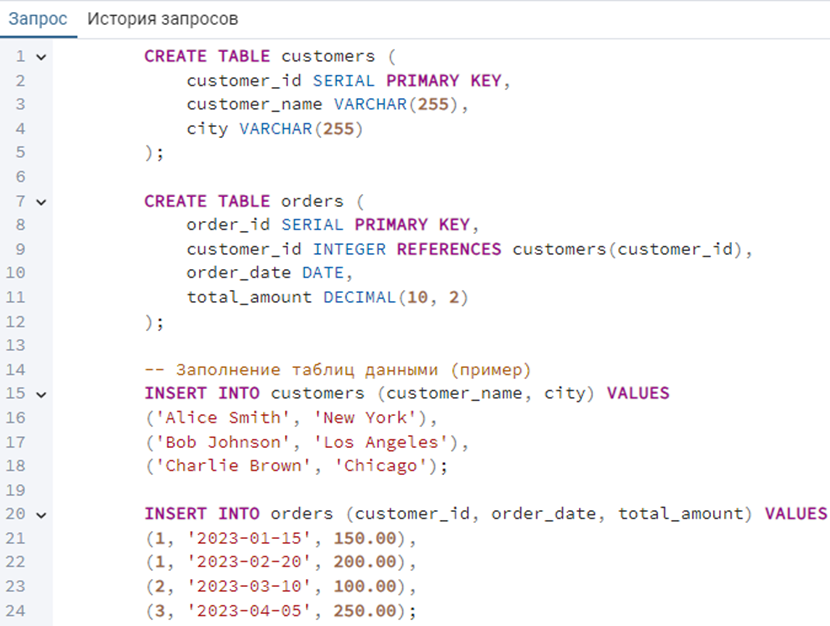 Запрос История запросов
1 CREATE TABLE customers (
2 customer_id SERIAL PRIMARY KEY,
3 customer_name VARCHAR(255),
4 city VARCHAR(255)
5 );
6
7 CREATE TABLE orders (
8 order_id SERIAL PRIMARY KEY,
9 customer_id INTEGER REFERENCES customers(customer_id),
10 order_date DATE,
11 total_amount DECIMAL(10, 2)
12 );
13
14 -- Заполнение таблиц данными (пример)
15 INSERT INTO customers (customer_name, city) VALUES
16 ('Alice Smith', 'New York'),
17 ('Bob Johnson', 'Los Angeles'),
18 ('Charlie Brown', 'Chicago');
19
20 INSERT INTO orders (customer_id, order_date, total_amount) VALUES
21 (1, '2023-01-15', 150.00),
22 (1, '2023-02-20', 200.00),
23 (2, '2023-03-10', 100.00),
24 (3, '2023-04-05', 250.00);